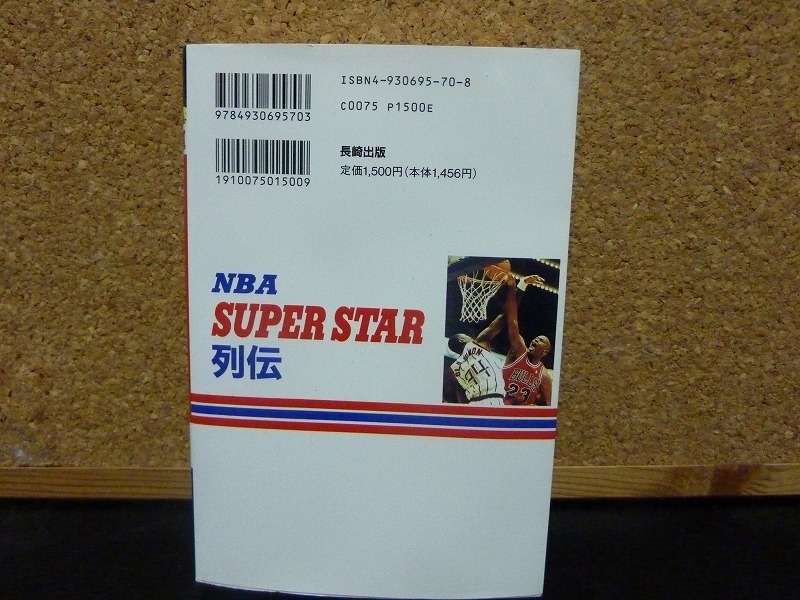 ISBN4-930695-70-8
C0075 P1500E
9784930695703
長崎出版
定価1,500円(本体1,456円)
1910075015009
NBA
SUPER STAR
列伝
BULLS
23